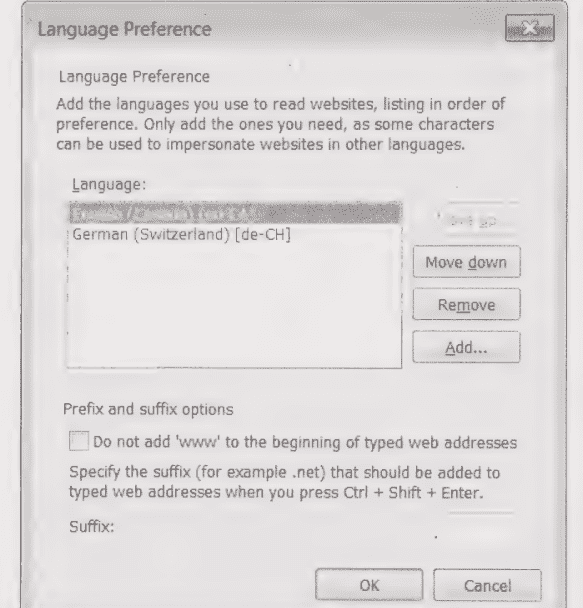 Language Preference
Language Preference
Add the languages you use to read websites, listing in order of
preference. Only add the ones you need, as some characters
can be used to impersonate websites in other languages.
Language:
German (Switzerland) [de-CH]
Move down
Remove
Add...
Prefix and suffix options
Do not add 'www' to the beginning of typed web addresses
Specify the suffix (for example .net) that should be added to
typed web addresses when you press Ctrl + Shift + Enter.
Suffix:
OK
Cancel